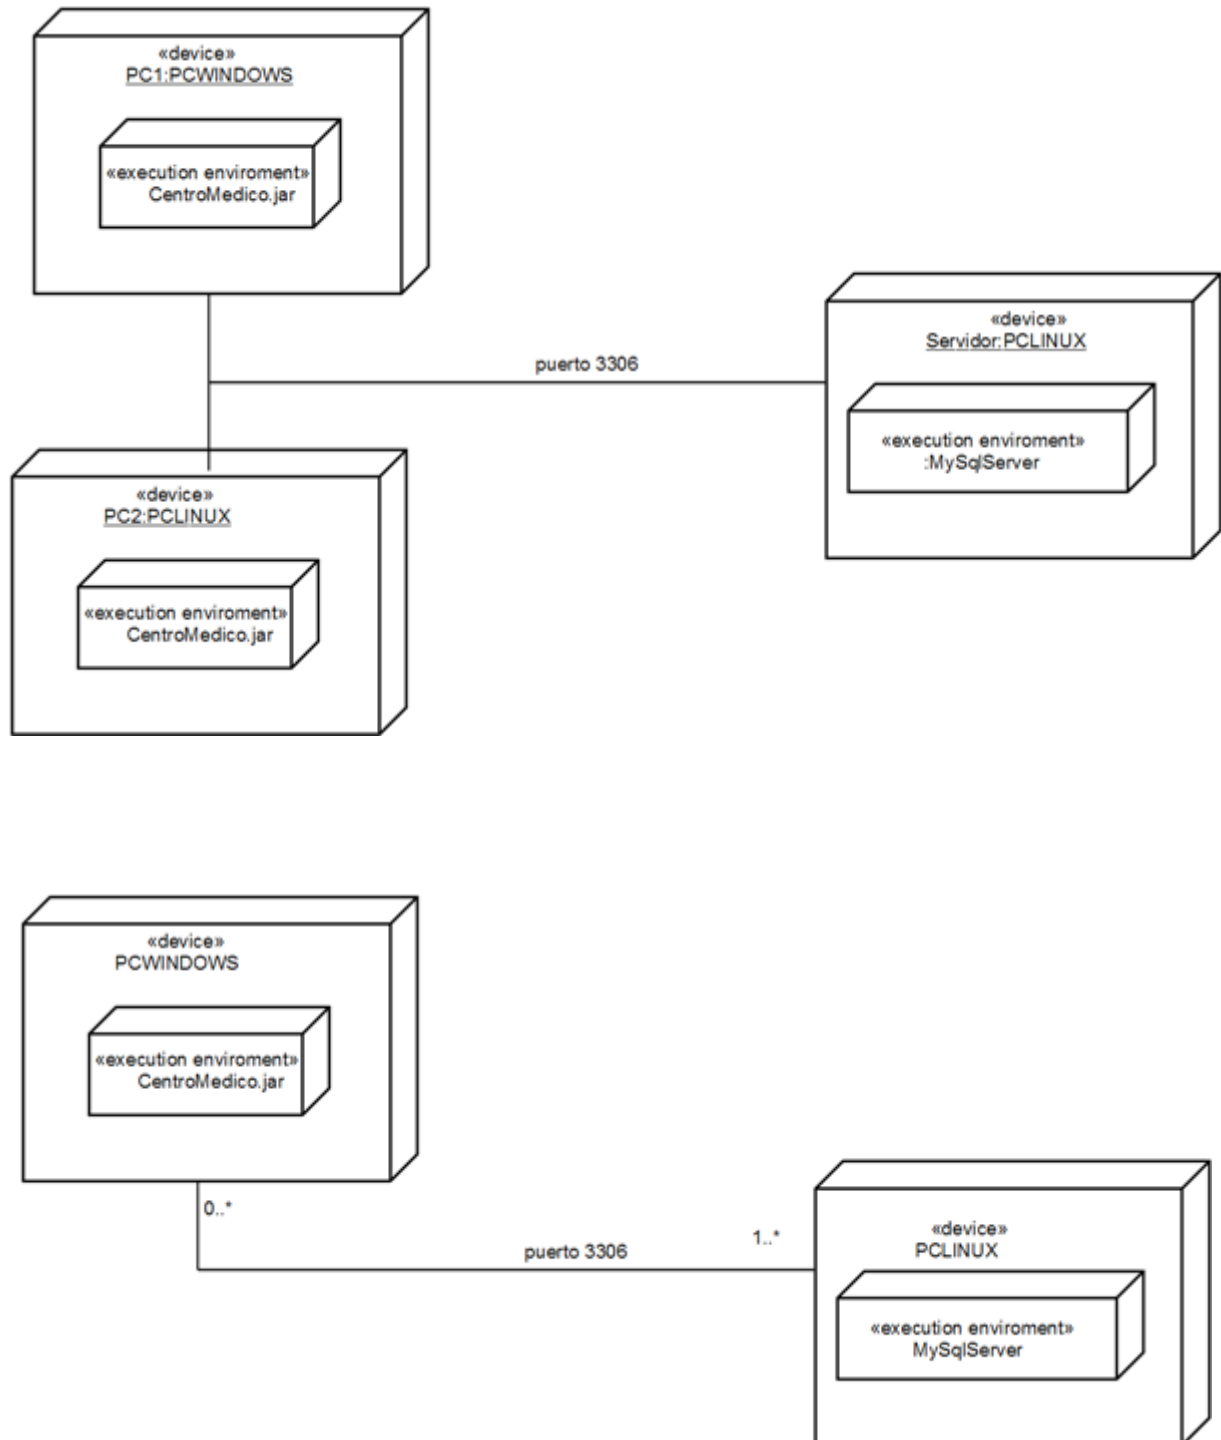 «device»
PC1:PCWINDOWS
«execution enviroment»
CentroMedico.jar
«device»
Servidor:PCLINUX
puerto 3306
«execution enviroment»
:MySqlServer
«device»
PC2:PCLINUX
«execution enviroment»
CentroMedico.jar
«device»
PCWINDOWS
«execution enviroment»
CentroMedico.jar
0..*
1..*
puerto 3306
«device»
PCLINUX
«execution enviroment»
MySqlServer